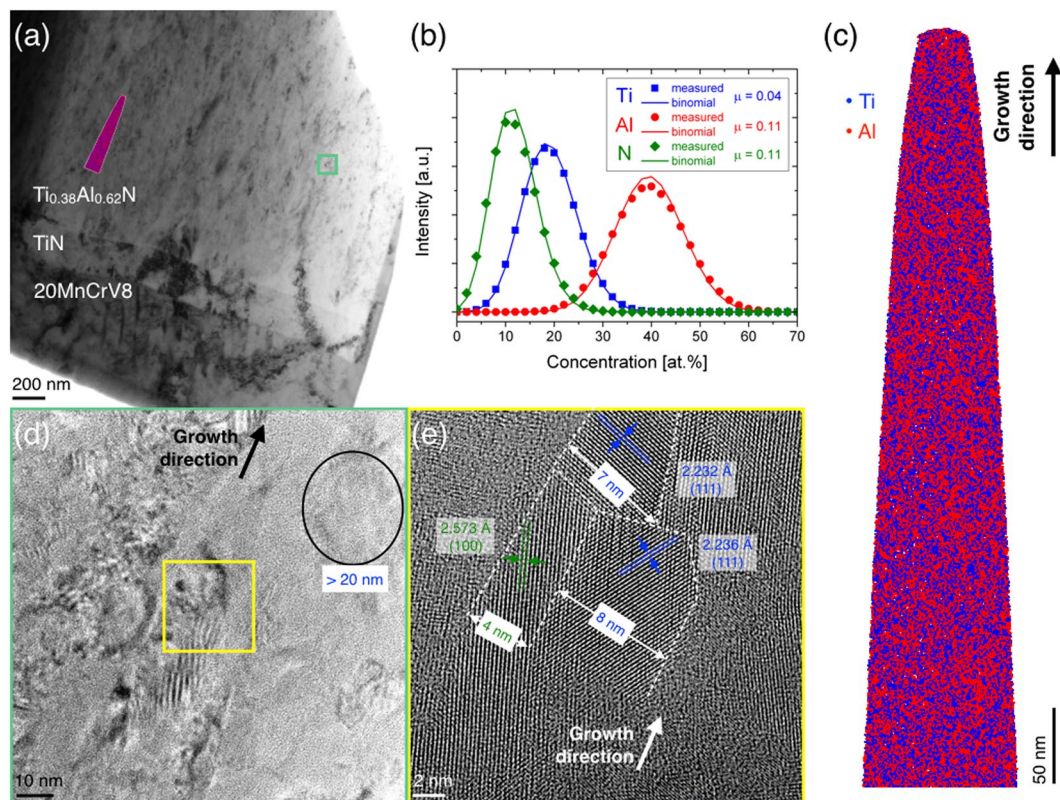 (a)
Ti0.38Al0.62N
TiN
20MnCrV8
200 nm
(b)
Intensity [a.u.]
Ti measured binomial μ = 0.04
Al measured binomial μ = 0.11
N measured binomial μ = 0.11
0 10 20 30 40 50 60 70
Concentration [at.%]
(c)
Ti
Al
Growth
direction
50 nm
(d)
Growth
direction
> 20 nm
10 nm
(e)
7 nm
2.232 Å
(111)
2.573 Å
(100)
2.236 Å
(111)
4 nm
8 nm
Growth
direction
2 nm